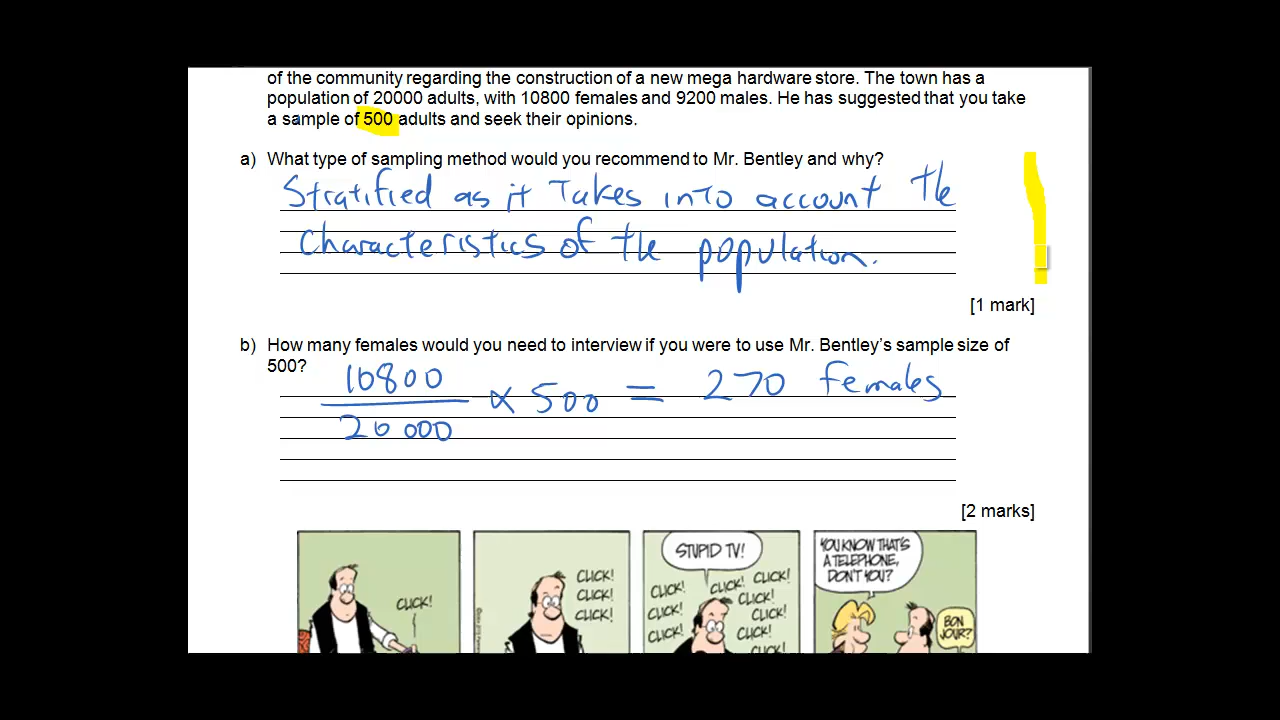 of the community regarding the construction of a new mega hardware store. The town has a
population of 20000 adults, with 10800 females and 9200 males. He has suggested that you take
a sample of 500 adults and seek their opinions.
a) What type of sampling method would you recommend to Mr. Bentley and why?
Stratified as it takes into account the
characteristics of the population.
[1 mark]
b) How many females would you need to interview if you were to use Mr. Bentley's sample size of
500?
10800
20 000
× 500 = 270 females
[2 marks]
CLICK!
CLICK!
CLICK!
CLICK!
STUPID TV!
CLICK!
CLICK!
CLICK!
CLICK!
CLICK!
CLICK!
CLICK!
CLICK!
CLICK!
YOU KNOW THAT'S
A TELEPHONE,
DON'T YOU?
BON
JOUR?